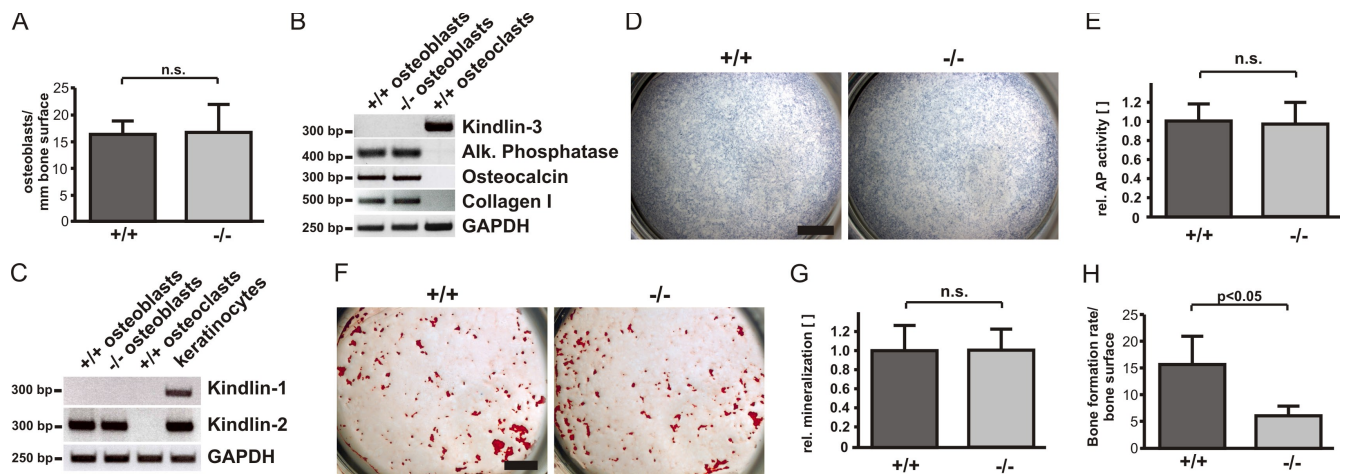 A
n.s.
osteoblasts/
mm bone surface
25
20
15
10
5
0
+/+
-/-
B
+/+ osteoblasts
-/- osteoblasts
+/+ osteoclasts
300 bp
Kindlin-3
400 bp
Alk. Phosphatase
300 bp
Osteocalcin
500 bp
Collagen I
250 bp
GAPDH
D
+/+
-/-
E
n.s.
rel. AP activity [ ]
1.2
1.0
0.8
0.6
0.4
0.2
0
+/+
-/-
C
+/+ osteoblasts
-/- osteoblasts
+/+ osteoclasts
keratinocytes
300 bp
Kindlin-1
300 bp
Kindlin-2
250 bp
GAPDH
F
+/+
-/-
G
n.s.
rel. mineralization [ ]
1.2
1.0
0.8
0.6
0.4
0.2
0
+/+
-/-
H
p<0.05
Bone formation rate/
bone surface
25
20
15
10
5
0
+/+
-/-